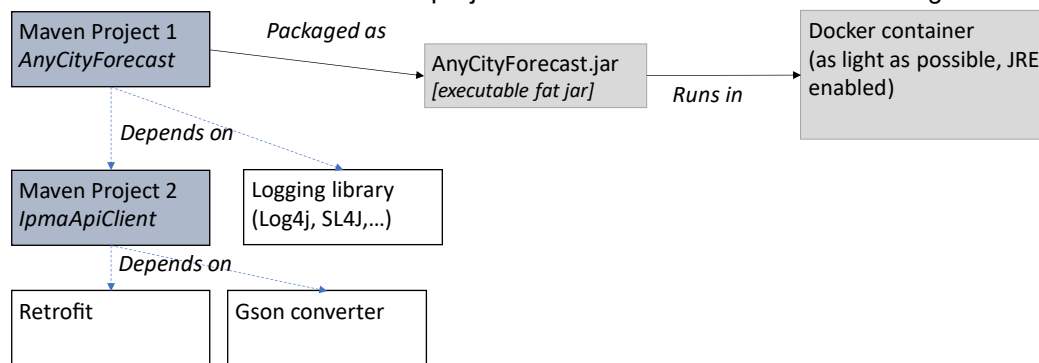 Maven Project 1
AnyCityForecast
Packaged as
AnyCityForecast.jar
[executable fat jar]
Runs in
Docker container
(as light as possible, JRE
enabled)
Depends on
Maven Project 2
IpmaApiClient
Logging library
(Log4j, SL4J,...)
Depends on
Retrofit
Gson converter